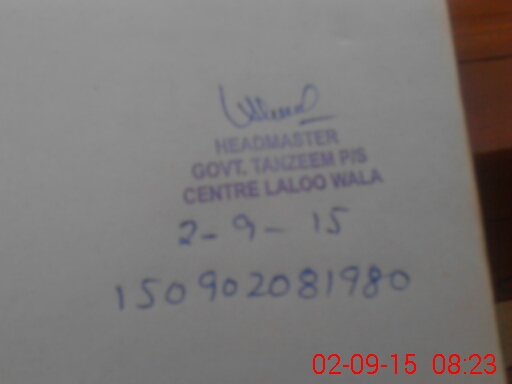 HEADMASTER
GOVT. TANZEEM P/S
CENTRE LALOO WALA
2-9-15
150902081980
02-09-15 08:23